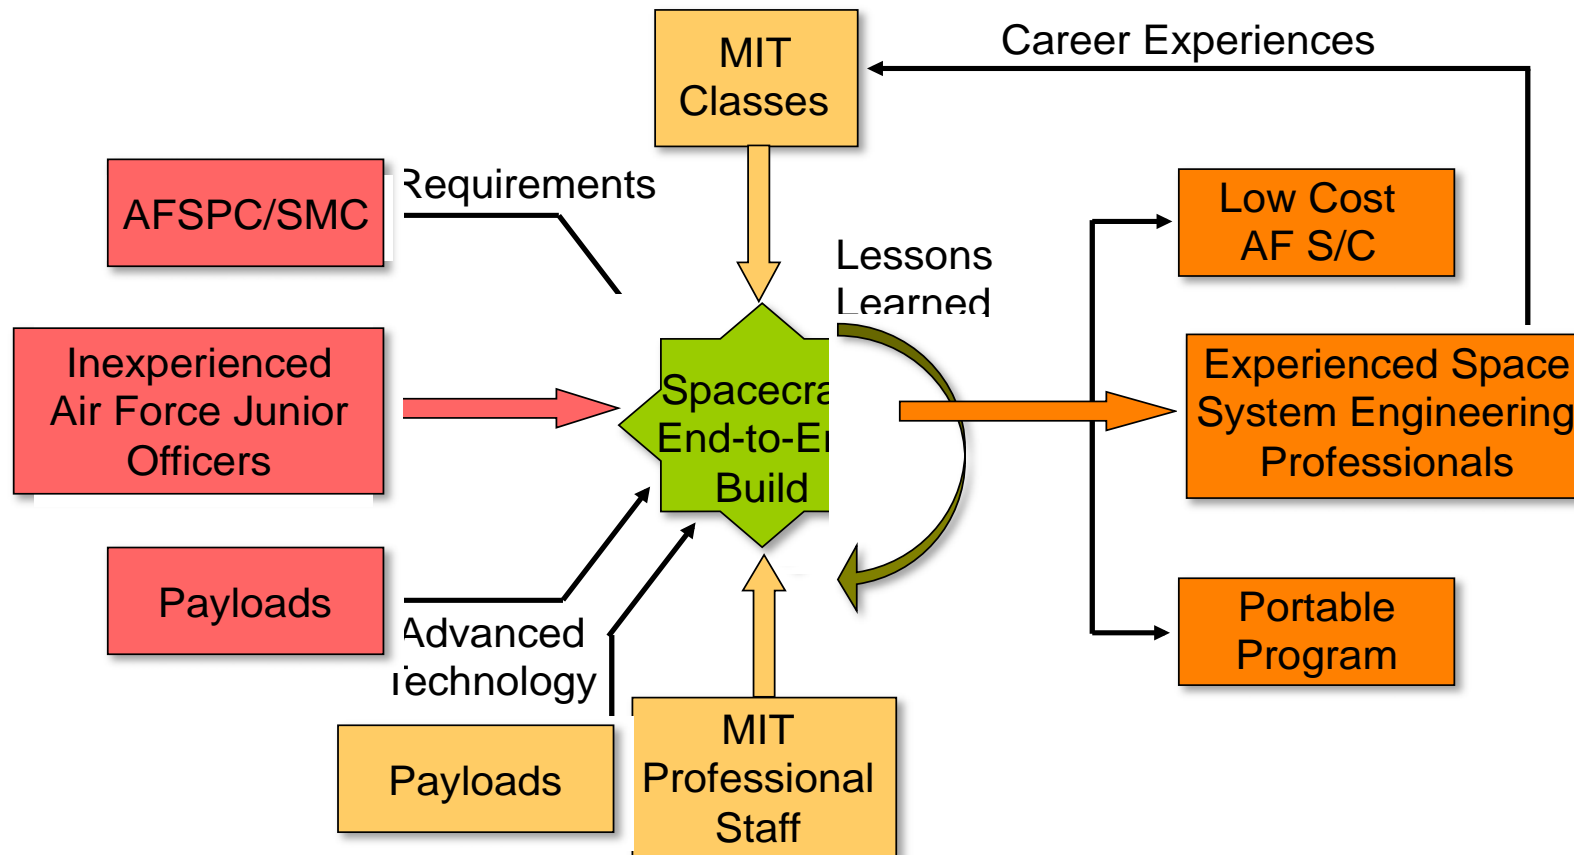 MIT
Classes
Career Experiences
AFSPC/SMC
Requirements
Low Cost
AF S/C
Lessons
Learned
Inexperienced
Air Force Junior
Officers
Spacecra
End-to-En
Build
Experienced Space
System Engineering
Professionals
Payloads
Advanced
Technology
Portable
Program
Payloads
MIT
Professional
Staff